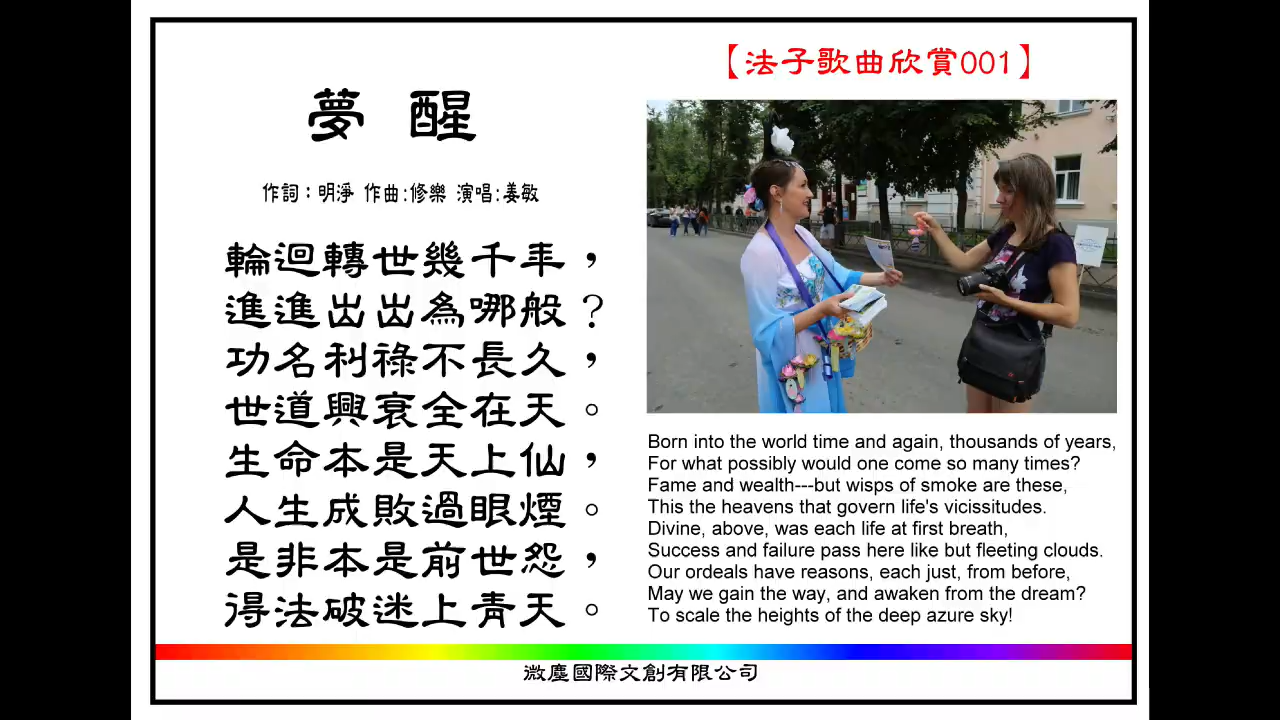 【法子歌曲欣賞001】
夢 醒
作詞：明淨 作曲:修樂 演唱:姜敏
輪迴轉世幾千年，
進進出出為哪般？
功名利祿不長久，
世道興衰全在天。
生命本是天上仙，
人生成敗過眼煙。
是非本是前世怨，
得法破迷上青天。
Born into the world time and again, thousands of years,
For what possibly would one come so many times?
Fame and wealth---but wisps of smoke are these,
This the heavens that govern life's vicissitudes.
Divine, above, was each life at first breath,
Success and failure pass here like but fleeting clouds.
Our ordeals have reasons, each just, from before,
May we gain the way, and awaken from the dream?
To scale the heights of the deep azure sky!
微塵國際文創有限公司